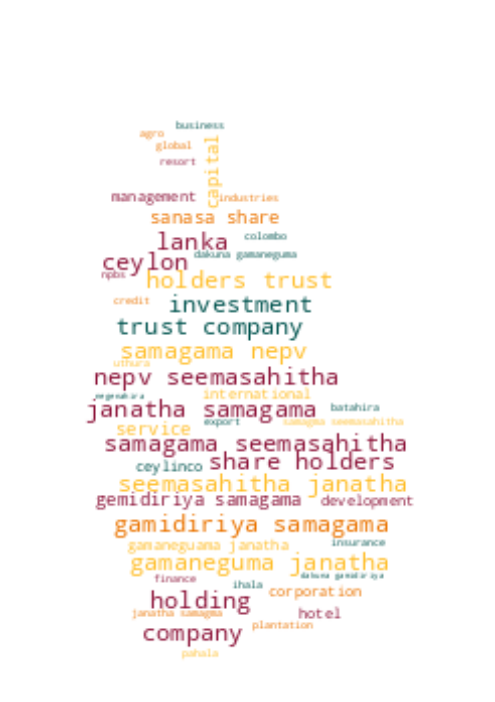 business
agro
global
capital
resort
management
industries
sanasa share
lanka
colombo
ceylon
dakuna gamaneguma
npbs
holders trust
credit
investment
trust company
samagama nepv
uthura
nepv seemasahitha
negenahira
international
janatha samagama
batahira
service
export
samagma seemasahitha
samagama seemasahitha
ceylinco
share holders
seemasahitha janatha
gemidiriya samagama
development
gamidiriya samagama
gamaneguama janatha
insurance
gamaneguma janatha
finance
dakuna gamidiriya
ihala
corporation
holding
janatha samagma
hotel
plantation
company
pahala